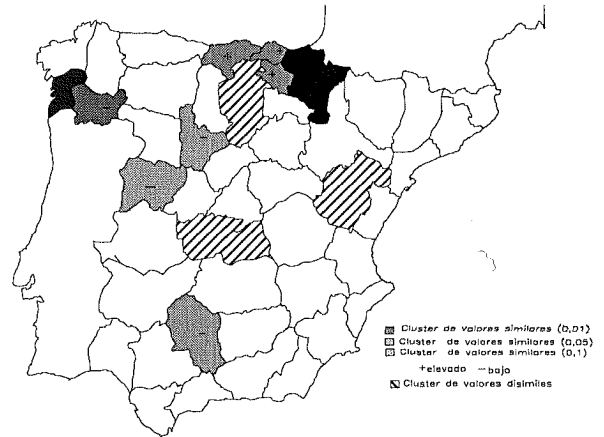 Cluster de valores similares (0,01)
Cluster de valores similares (0,05)
Cluster de valores similares (0,1)
+elevado −bajo
Cluster de valores disimiles